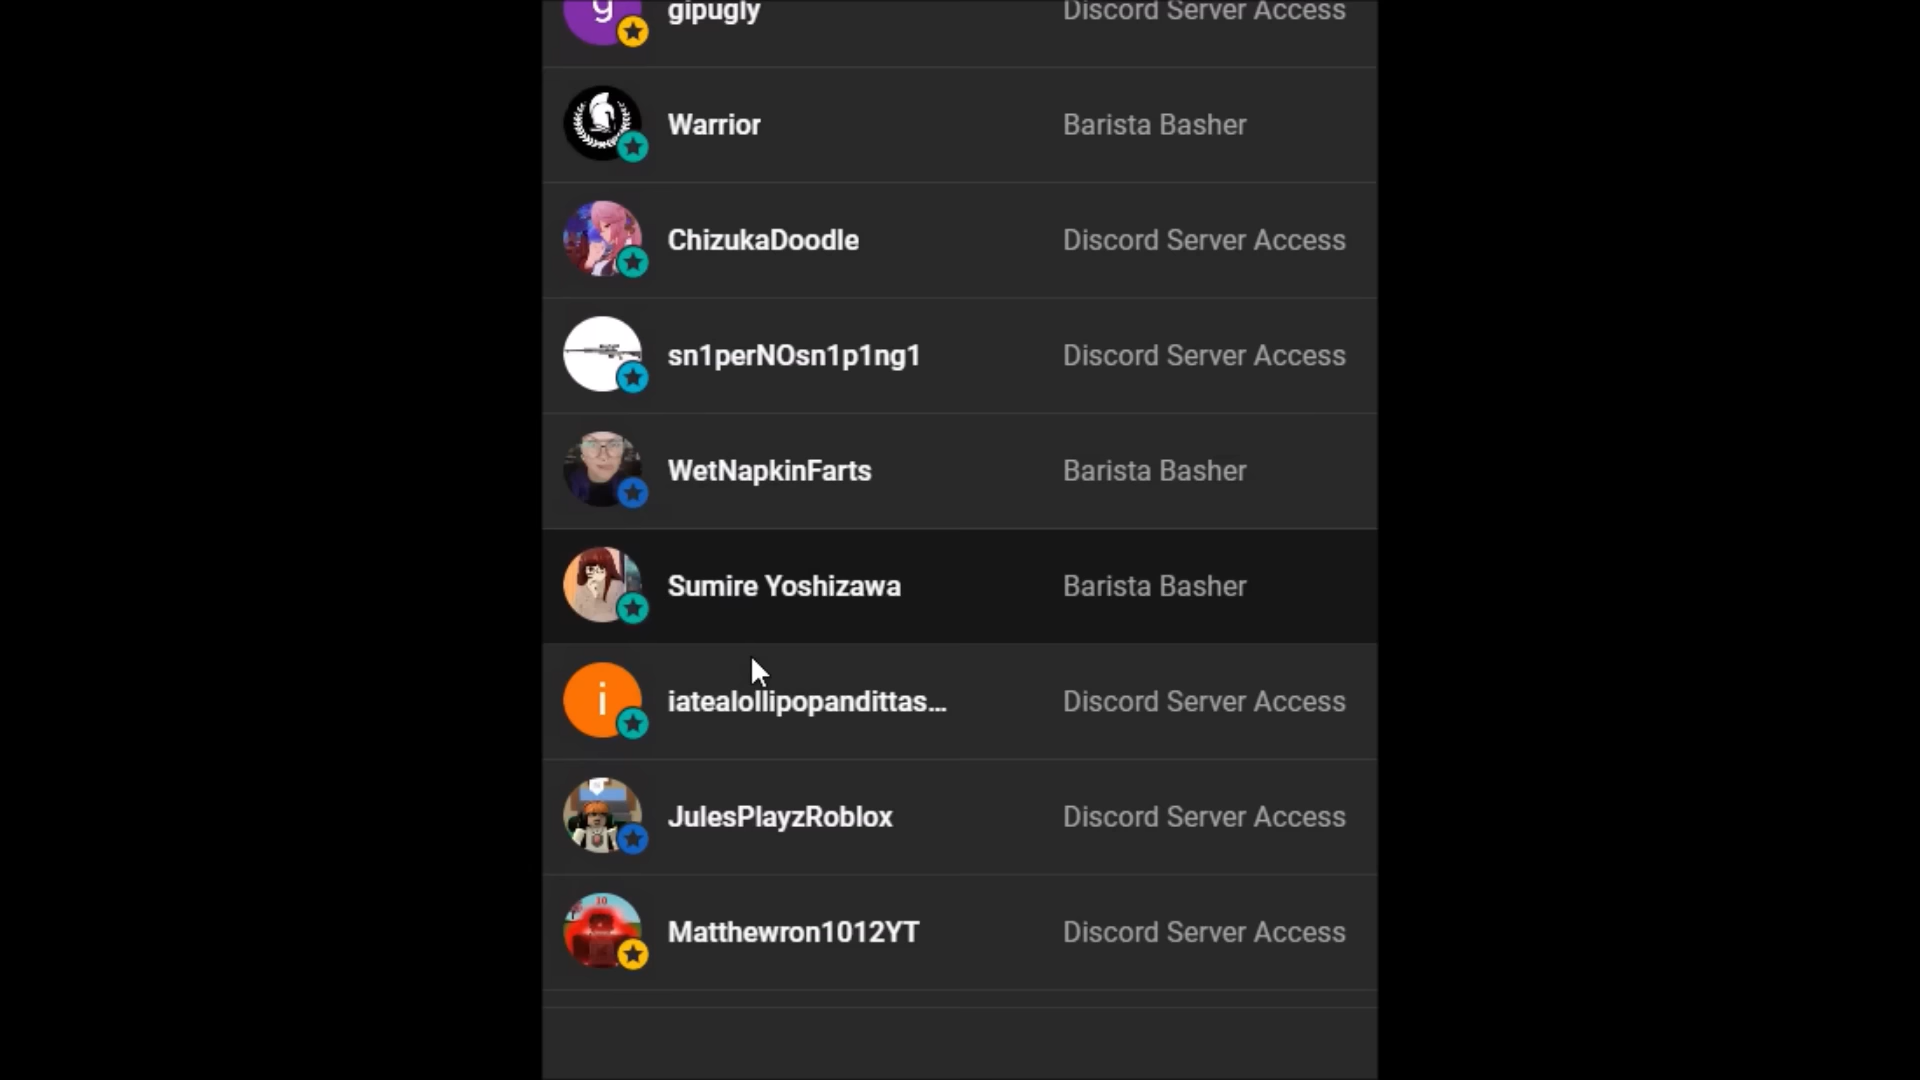 g
gipugly Discord Server Access
Warrior Barista Basher
ChizukaDoodle Discord Server Access
sn1perNOsn1p1ng1 Discord Server Access
WetNapkinFarts Barista Basher
Sumire Yoshizawa Barista Basher
i
iatealollipopandittas... Discord Server Access
JulesPlayzRoblox Discord Server Access
10
Matthewron1012YT Discord Server Access